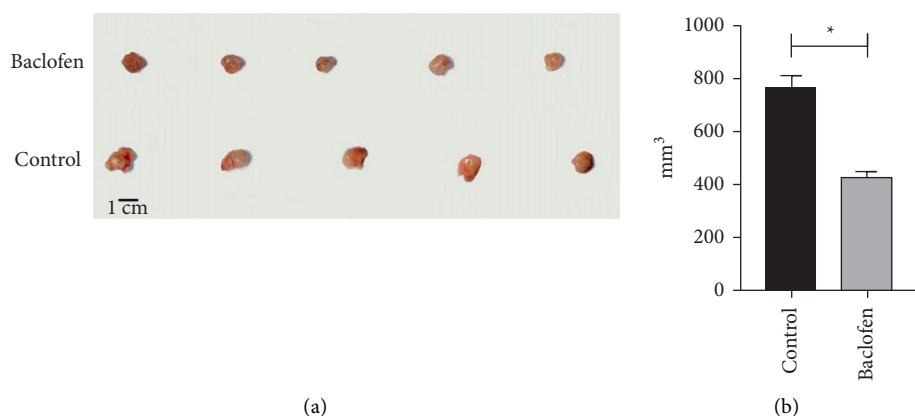 Baclofen
Control
1 cm
(a)
1000
800
600
400
200
0
mm³
*
Control
Baclofen
(b)